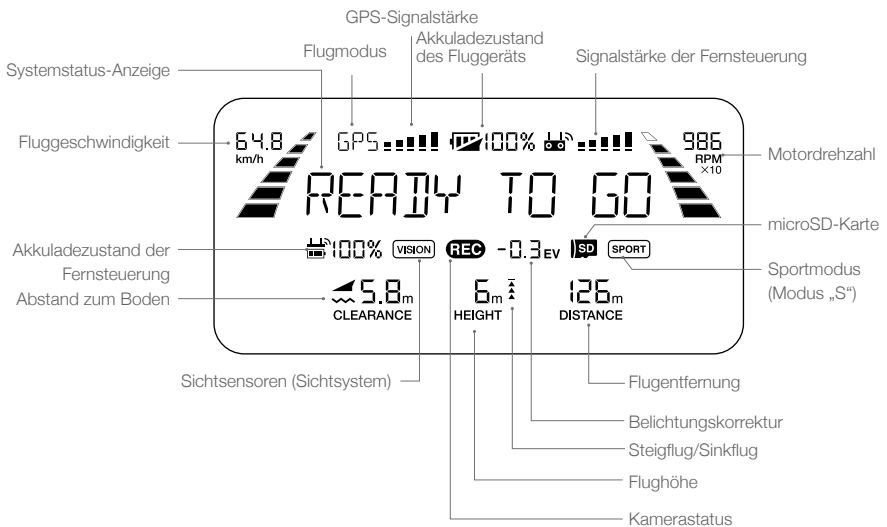 GPS-Signalstärke
Flugmodus
Akkuladezustand
des Fluggeräts
Signalstärke der Fernsteuerung
Systemstatus-Anzeige
Fluggeschwindigkeit
64.8
km/h
GPS
100%
986
RPM
×10
Motordrehzahl
READY TO GO
microSD-Karte
Akkuladezustand der
Fernsteuerung
100%
VISION
REC
-0.3 EV
SD
SPORT
Sportmodus
(Modus „S“)
Abstand zum Boden
5.8m
CLEARANCE
6m
HEIGHT
126m
DISTANCE
Sichtsensoren (Sichtsystem)
Flugentfernung
Belichtungskorrektur
Steigflug/Sinkflug
Flughöhe
Kamerastatus